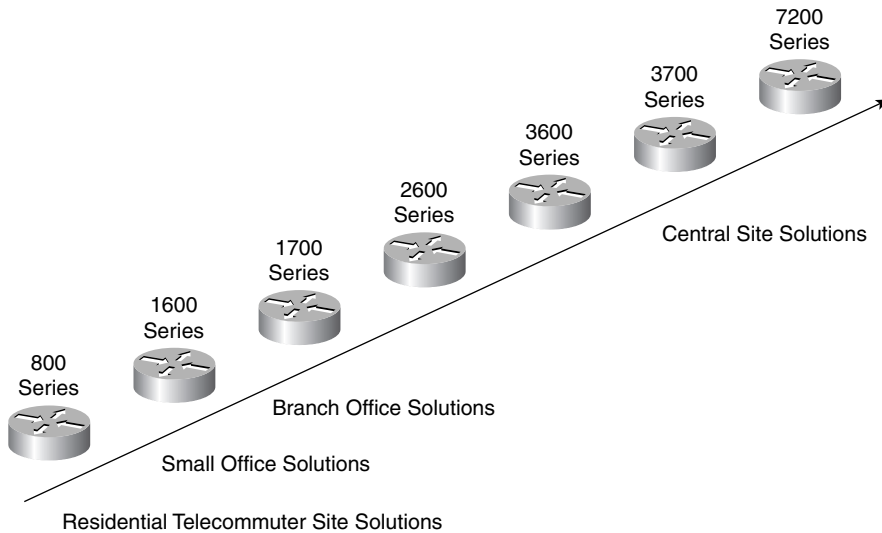 7200
Series
3700
Series
3600
Series
2600
Series
1700
Series
1600
Series
800
Series
Central Site Solutions
Branch Office Solutions
Small Office Solutions
Residential Telecommuter Site Solutions